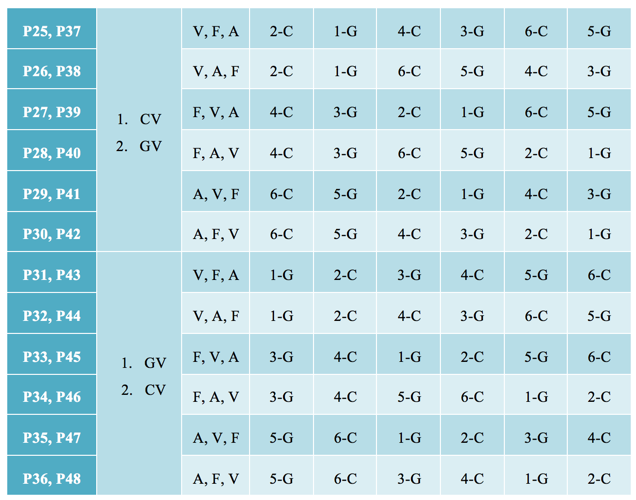 P25, P37 V, F, A 2-C 1-G 4-C 3-G 6-C 5-G
P26, P38 V, A, F 2-C 1-G 6-C 5-G 4-C 3-G
P27, P39 F, V, A 4-C 3-G 2-C 1-G 6-C 5-G
1. CV
2. GV
P28, P40 F, A, V 4-C 3-G 6-C 5-G 2-C 1-G
P29, P41 A, V, F 6-C 5-G 2-C 1-G 4-C 3-G
P30, P42 A, F, V 6-C 5-G 4-C 3-G 2-C 1-G
P31, P43 V, F, A 1-G 2-C 3-G 4-C 5-G 6-C
P32, P44 V, A, F 1-G 2-C 4-C 3-G 6-C 5-G
P33, P45 F, V, A 3-G 4-C 1-G 2-C 5-G 6-C
1. GV
2. CV
P34, P46 F, A, V 3-G 4-C 5-G 6-C 1-G 2-C
P35, P47 A, V, F 5-G 6-C 1-G 2-C 3-G 4-C
P36, P48 A, F, V 5-G 6-C 3-G 4-C 1-G 2-C